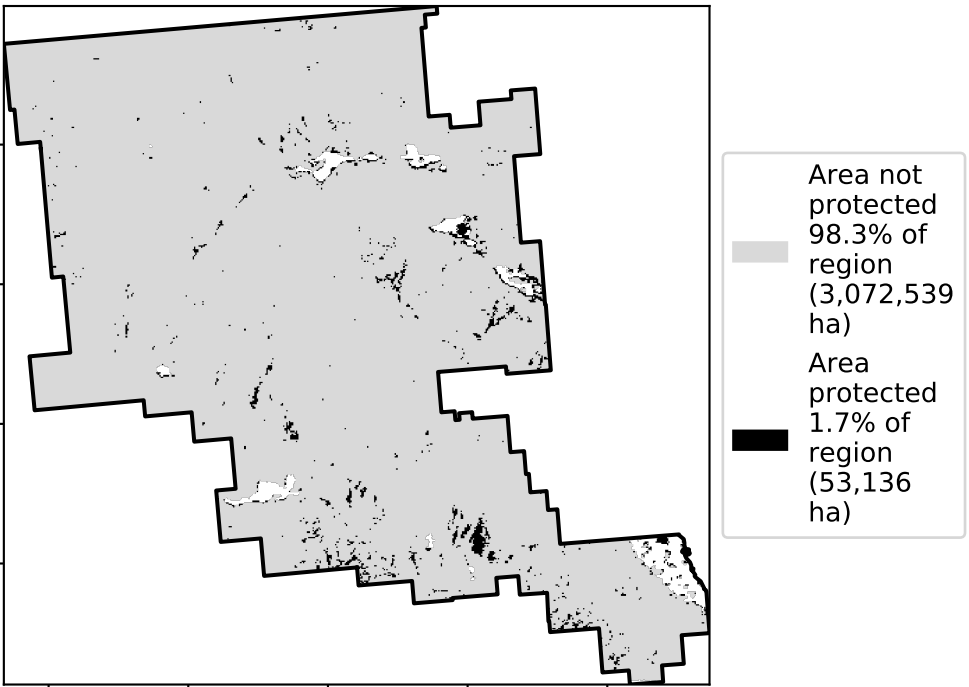 Area not
protected
98.3% of
region
(3,072,539
ha)
Area
protected
1.7% of
region
(53,136
ha)